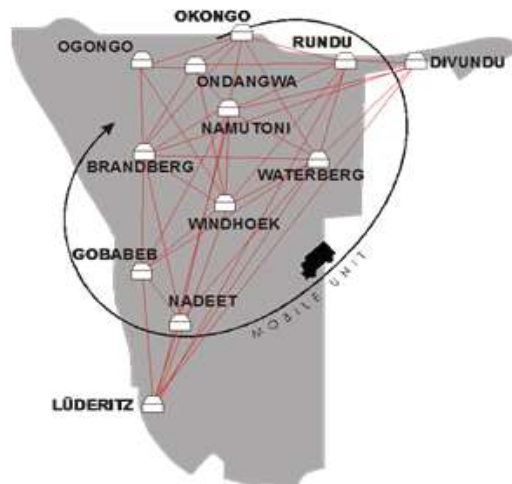 OKONGO
OGONGO
RUNDU
DIVUNDU
ONDANGWA
NAMUTONI
BRANDBERG
WATERBERG
WINDHOEK
GOBABEB
NADEET
MOBILE UNIT
LÜDERITZ